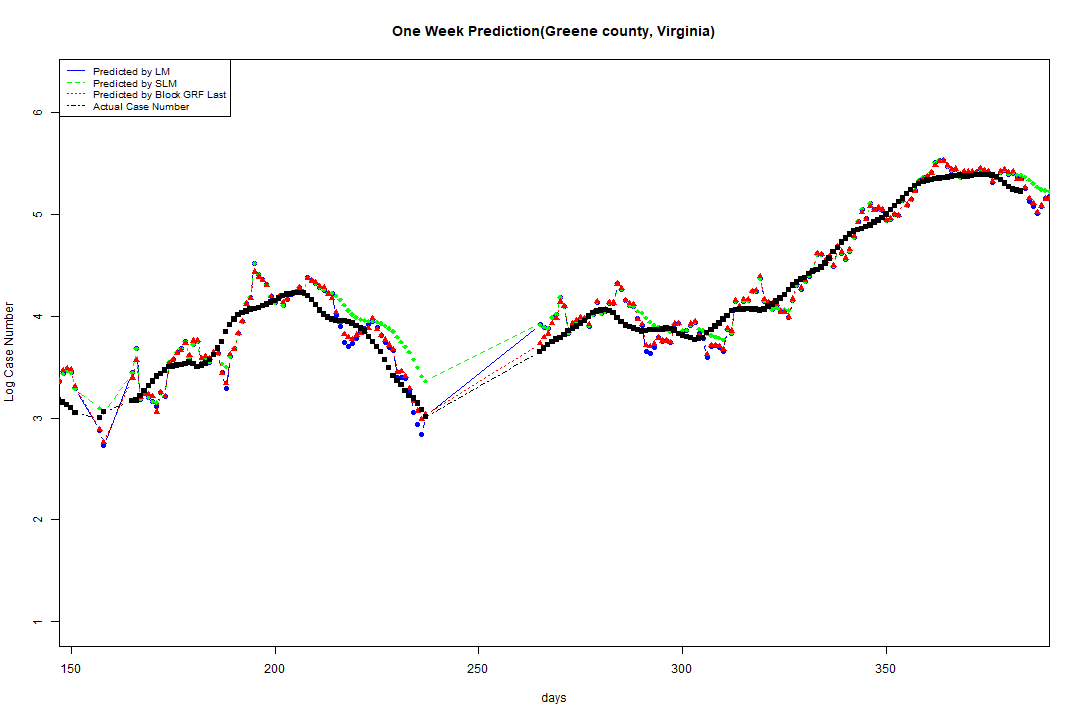 One Week Prediction(Greene county, Virginia)
Predicted by LM
Predicted by SLM
Predicted by Block GRF Last
Actual Case Number
6
5
4
3
2
1
Log Case Number
150 200 250 300 350
days